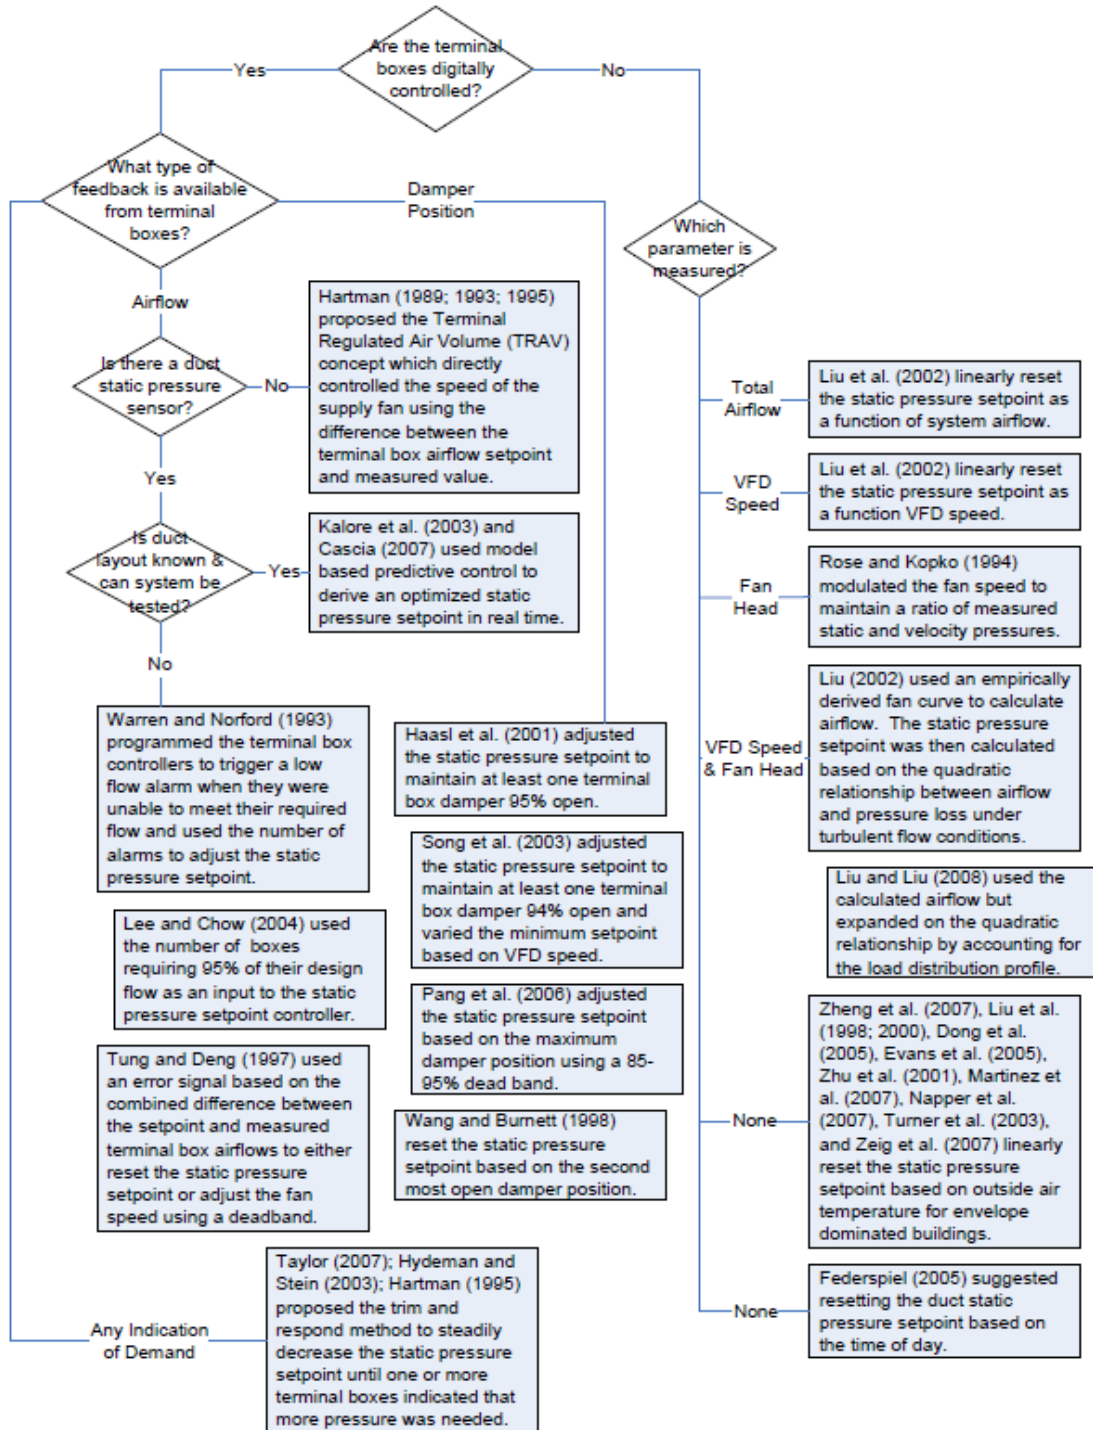 Are the terminal
boxes digitally
controlled?
Yes
No
What type of
feedback is available
from terminal
boxes?
Damper
Position
Which
parameter is
measured?
Airflow
Is there a duct
static pressure
sensor?
No
Hartman (1989; 1993; 1995)
proposed the Terminal
Regulated Air Volume (TRAV)
concept which directly
controlled the speed of the
supply fan using the
difference between the
terminal box airflow setpoint
and measured value.
Yes
Is duct
layout known &
can system be
tested?
Yes
Kalore et al. (2003) and
Cascia (2007) used model
based predictive control to
derive an optimized static
pressure setpoint in real time.
No
Warren and Norford (1993)
programmed the terminal box
controllers to trigger a low
flow alarm when they were
unable to meet their required
flow and used the number of
alarms to adjust the static
pressure setpoint.
Lee and Chow (2004) used
the number of boxes
requiring 95% of their design
flow as an input to the static
pressure setpoint controller.
Tung and Deng (1997) used
an error signal based on the
combined difference between
the setpoint and measured
terminal box airflows to either
reset the static pressure
setpoint or adjust the fan
speed using a deadband.
Haasl et al. (2001) adjusted
the static pressure setpoint to
maintain at least one terminal
box damper 95% open.
Song et al. (2003) adjusted
the static pressure setpoint to
maintain at least one terminal
box damper 94% open and
varied the minimum setpoint
based on VFD speed.
Pang et al. (2006) adjusted
the static pressure setpoint
based on the maximum
damper position using a 85-
95% dead band.
Wang and Burnett (1998)
reset the static pressure
setpoint based on the second
most open damper position.
Any Indication
of Demand
Taylor (2007); Hydeman and
Stein (2003); Hartman (1995)
proposed the trim and
respond method to steadily
decrease the static pressure
setpoint until one or more
terminal boxes indicated that
more pressure was needed.
Total
Airflow
Liu et al. (2002) linearly reset
the static pressure setpoint as
a function of system airflow.
VFD
Speed
Liu et al. (2002) linearly reset
the static pressure setpoint as
a function VFD speed.
Fan
Head
Rose and Kopko (1994)
modulated the fan speed to
maintain a ratio of measured
static and velocity pressures.
VFD Speed
& Fan Head
Liu (2002) used an empirically
derived fan curve to calculate
airflow. The static pressure
setpoint was then calculated
based on the quadratic
relationship between airflow
and pressure loss under
turbulent flow conditions.
Liu and Liu (2008) used the
calculated airflow but
expanded on the quadratic
relationship by accounting for
the load distribution profile.
None
Zheng et al. (2007), Liu et al.
(1998; 2000), Dong et al.
(2005), Evans et al. (2005),
Zhu et al. (2001), Martinez et
al. (2007), Napper et al.
(2007), Turner et al. (2003),
and Zeig et al. (2007) linearly
reset the static pressure
setpoint based on outside air
temperature for envelope
dominated buildings.
None
Federspiel (2005) suggested
resetting the duct static
pressure setpoint based on
the time of day.